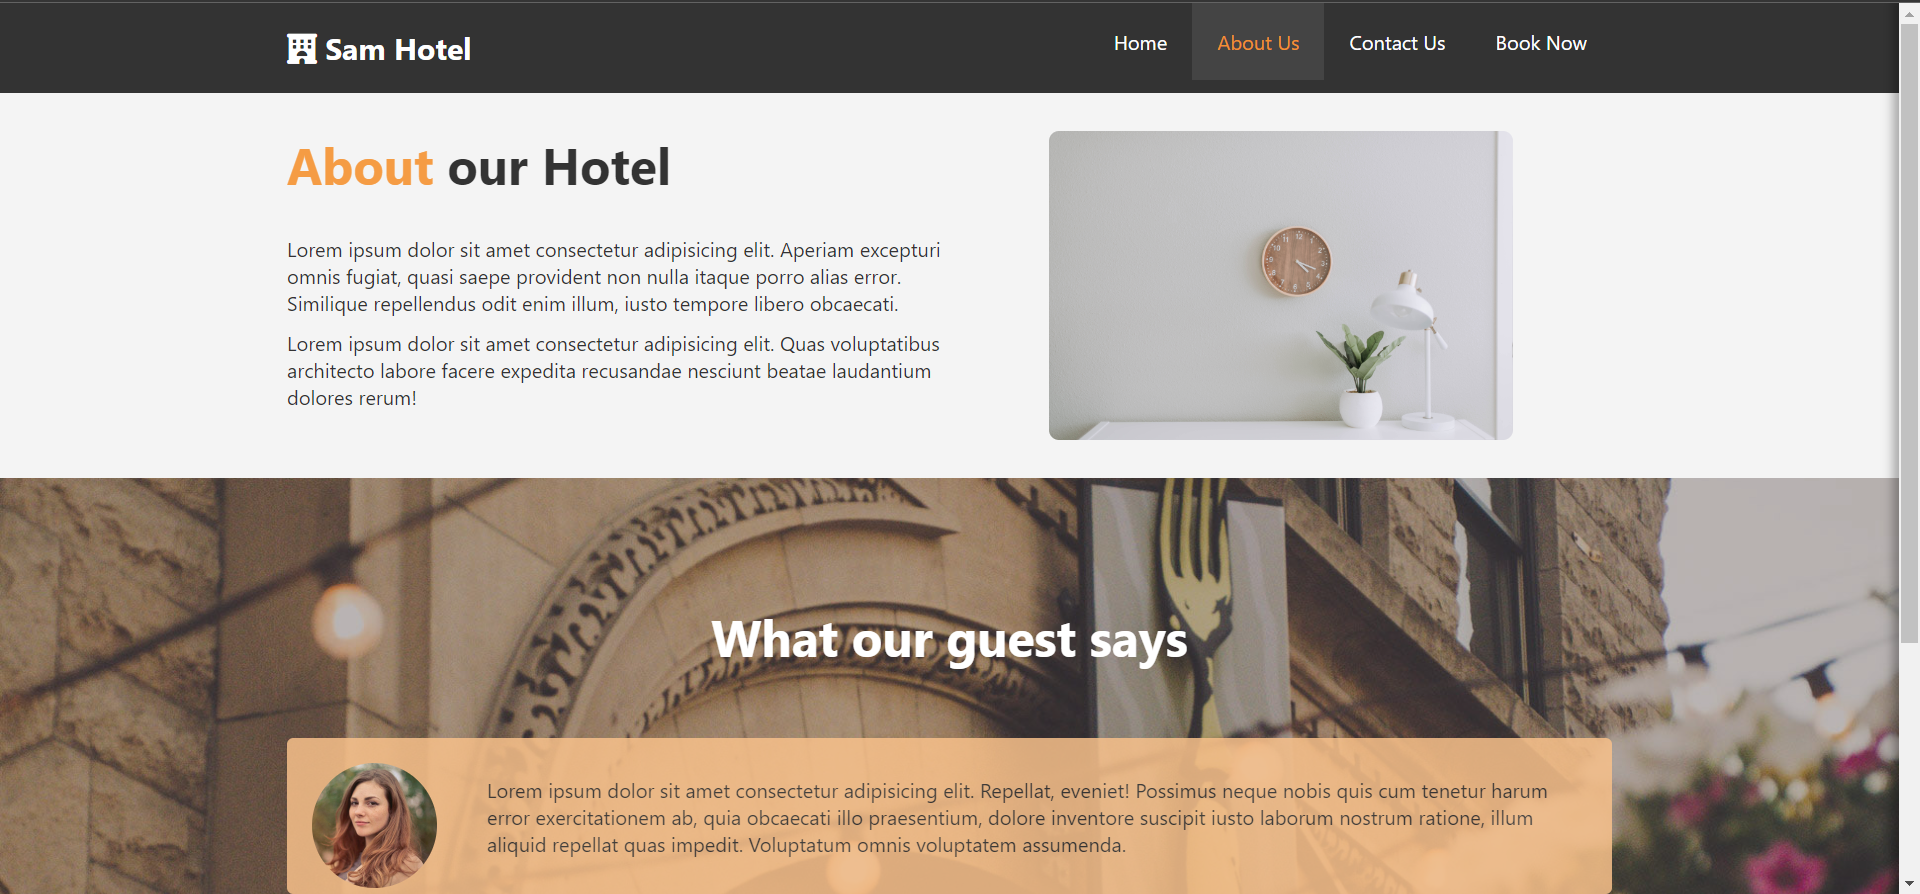 Sam Hotel
Home
About Us
Contact Us
Book Now
About our Hotel
Lorem ipsum dolor sit amet consectetur adipisicing elit. Aperiam excepturi
omnis fugiat, quasi saepe provident non nulla itaque porro alias error.
Similique repellendus odit enim illum, iusto tempore libero obcaecati.
Lorem ipsum dolor sit amet consectetur adipisicing elit. Quas voluptatibus
architecto labore facere expedita recusandae nesciunt beatae laudantium
dolores rerum!
What our guest says
Lorem ipsum dolor sit amet consectetur adipisicing elit. Repellat, eveniet! Possimus neque nobis quis cum tenetur harum
error exercitationem ab, quia obcaecati illo praesentium, dolore inventore suscipit iusto laborum nostrum ratione, illum
aliquid repellat quas impedit. Voluptatum omnis voluptatem assumenda.